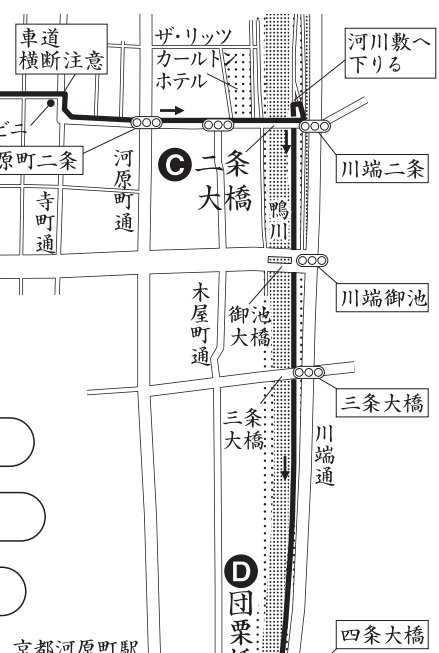 車道
横断注意
ザ・リッツ
カールトン
ホテル
河川敷へ
下りる
ビニ
原町二条
河原町通
C 二条
大橋
川端二条
寺町通
鴨川
木屋町通
御池
大橋
川端御池
三条
大橋
三条大橋
川端通
D 団栗
四条大橋
京都河原町駅